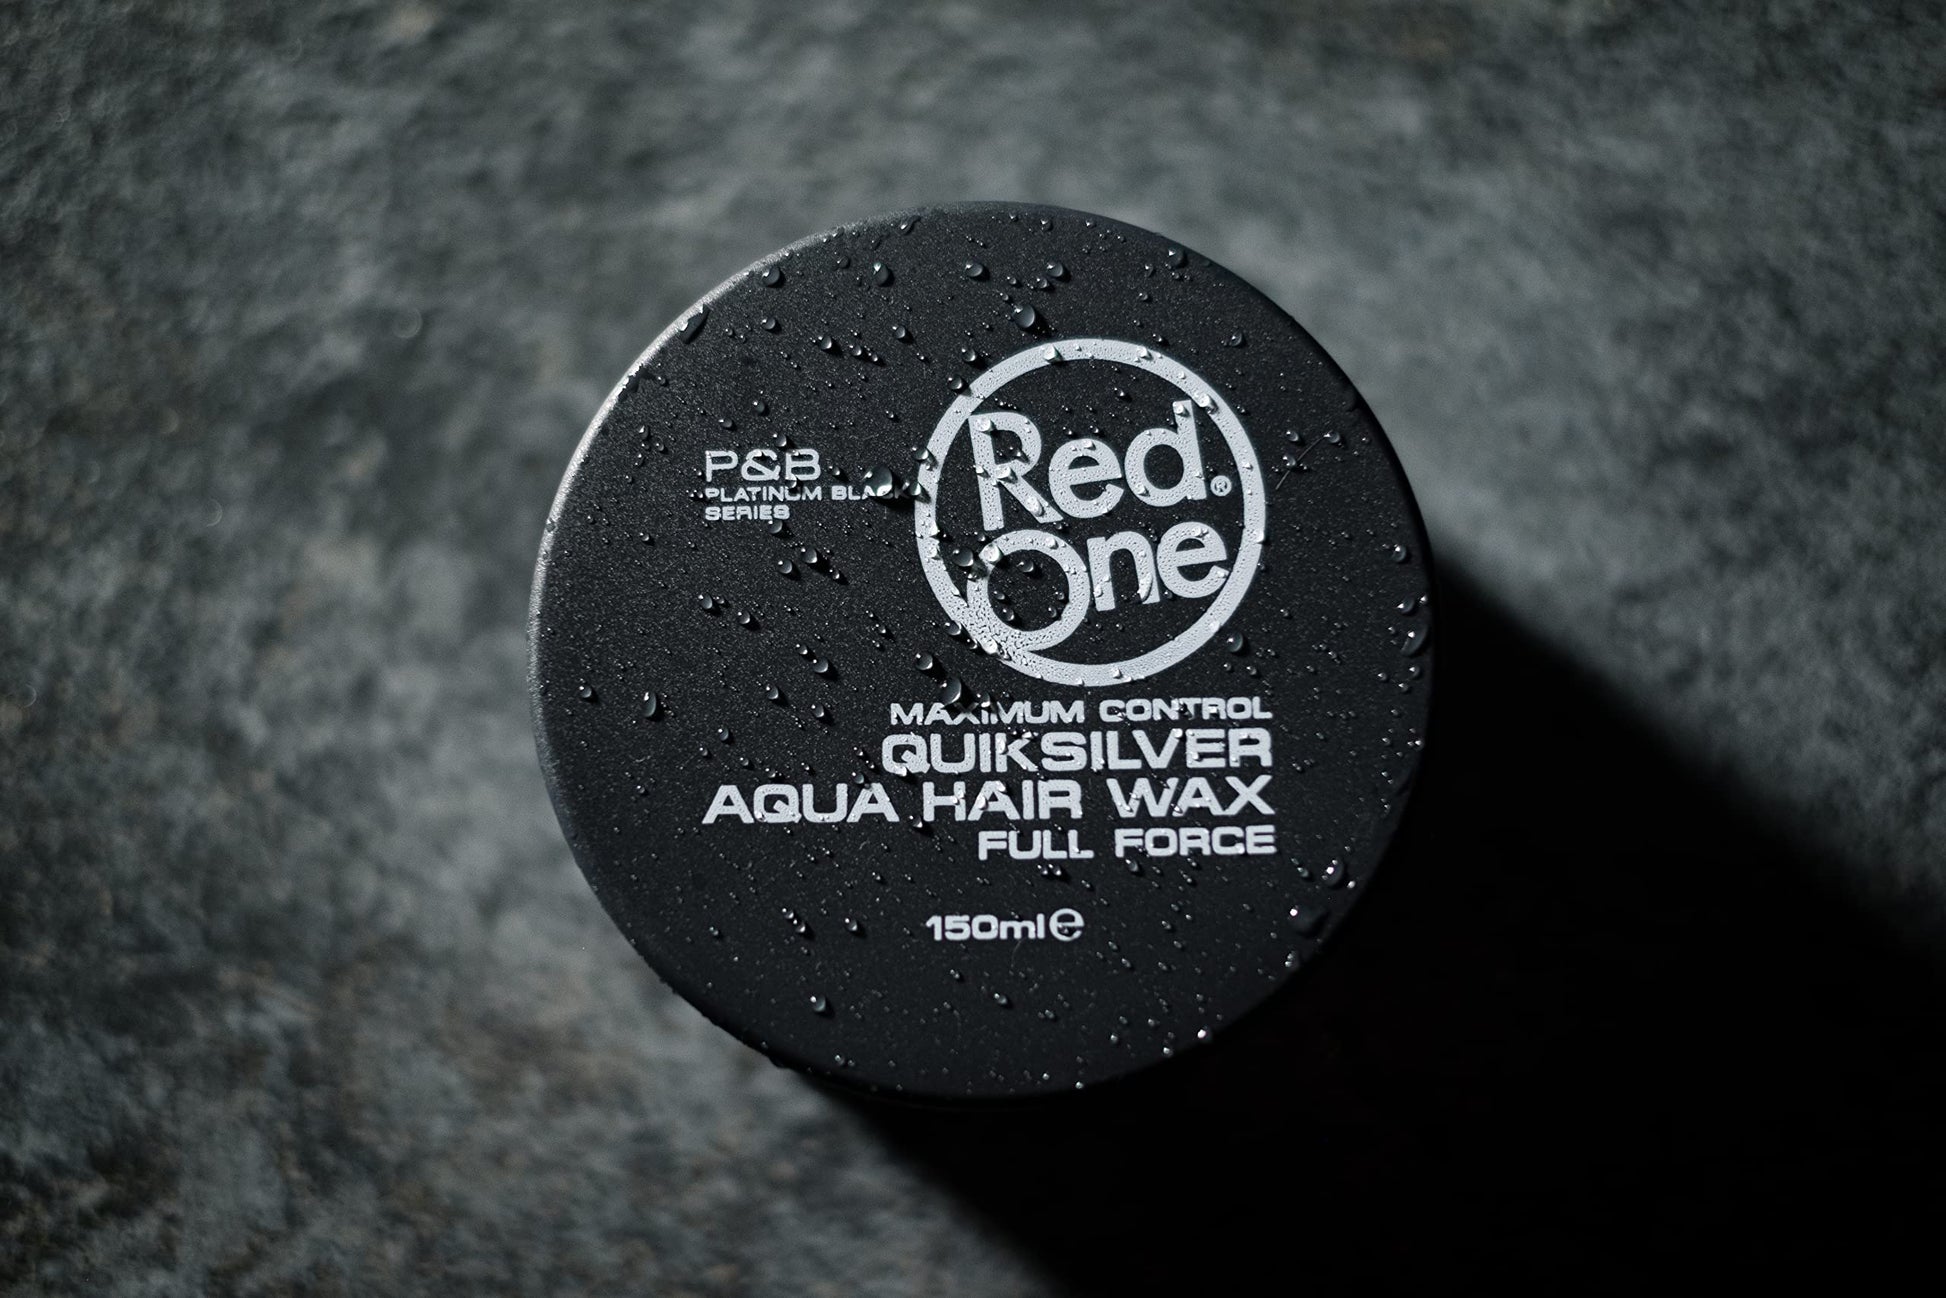 Red®
One
P&B
PLATINUM BLACK
SERIES
MAXIMUM CONTROL
QUIKSILVER
AQUA HAIR WAX
FULL FORCE
150ml℮